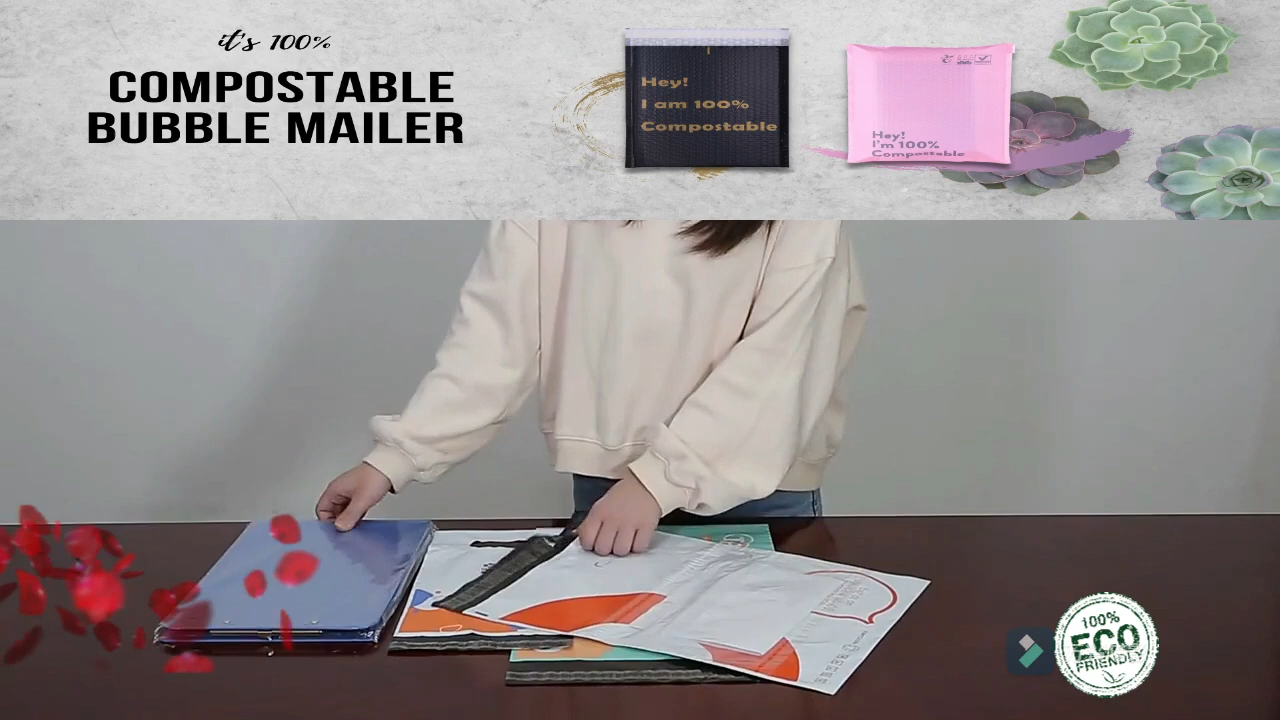 it's 100%
COMPOSTABLE
BUBBLE MAILER
Hey!
I am 100%
Compostable
Hey!
I'm 100%
Compostable
100%
ECO
FRIENDLY